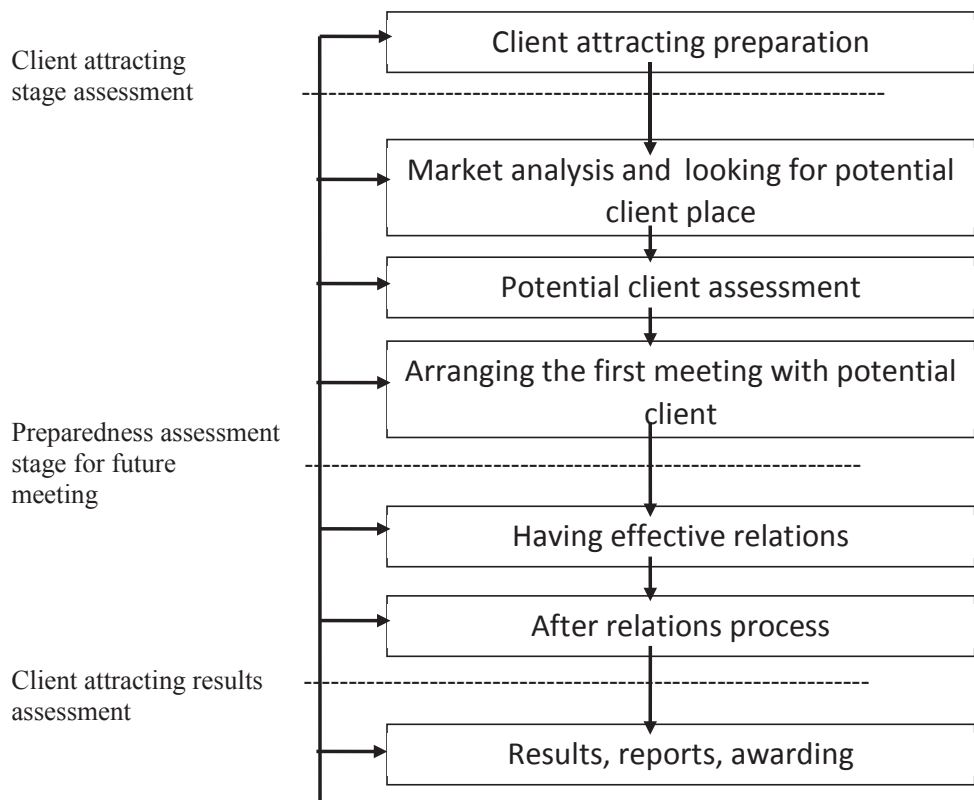 Client attracting preparation
Client attracting
stage assessment
Market analysis and  looking for potential
client place
Potential client assessment
Arranging the first meeting with potential
client
Preparedness assessment
stage for future
meeting
Having effective relations
After relations process
Client attracting results
assessment
Results, reports, awarding